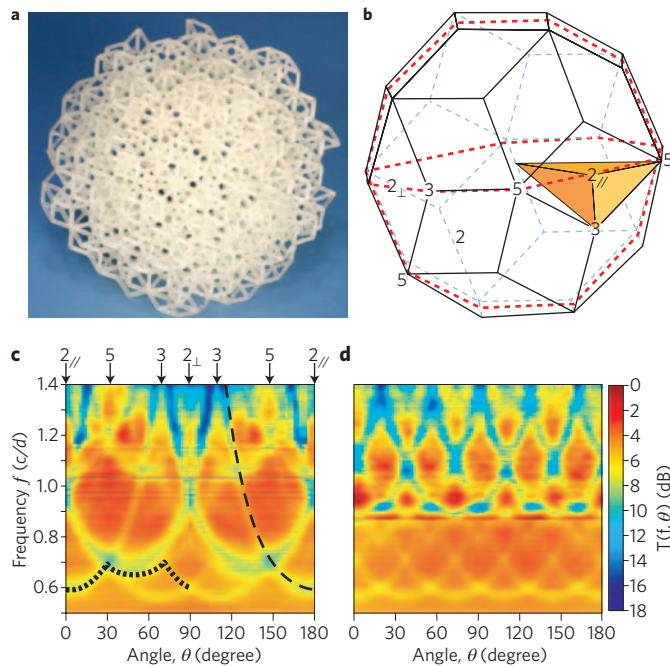 a
b
2⊥
3
5
2//
5
3
2
5
c
2// 5 3 2⊥ 3 5 2//
d
1.4
1.2
1.0
0.8
0.6
Frequency f (c/d)
0 30 60 90 120 150 180
Angle, θ (degree)
0 30 60 90 120 150 180
Angle, θ (degree)
0
2
4
6
8
10
12
14
16
18
T(f,θ) (dB)